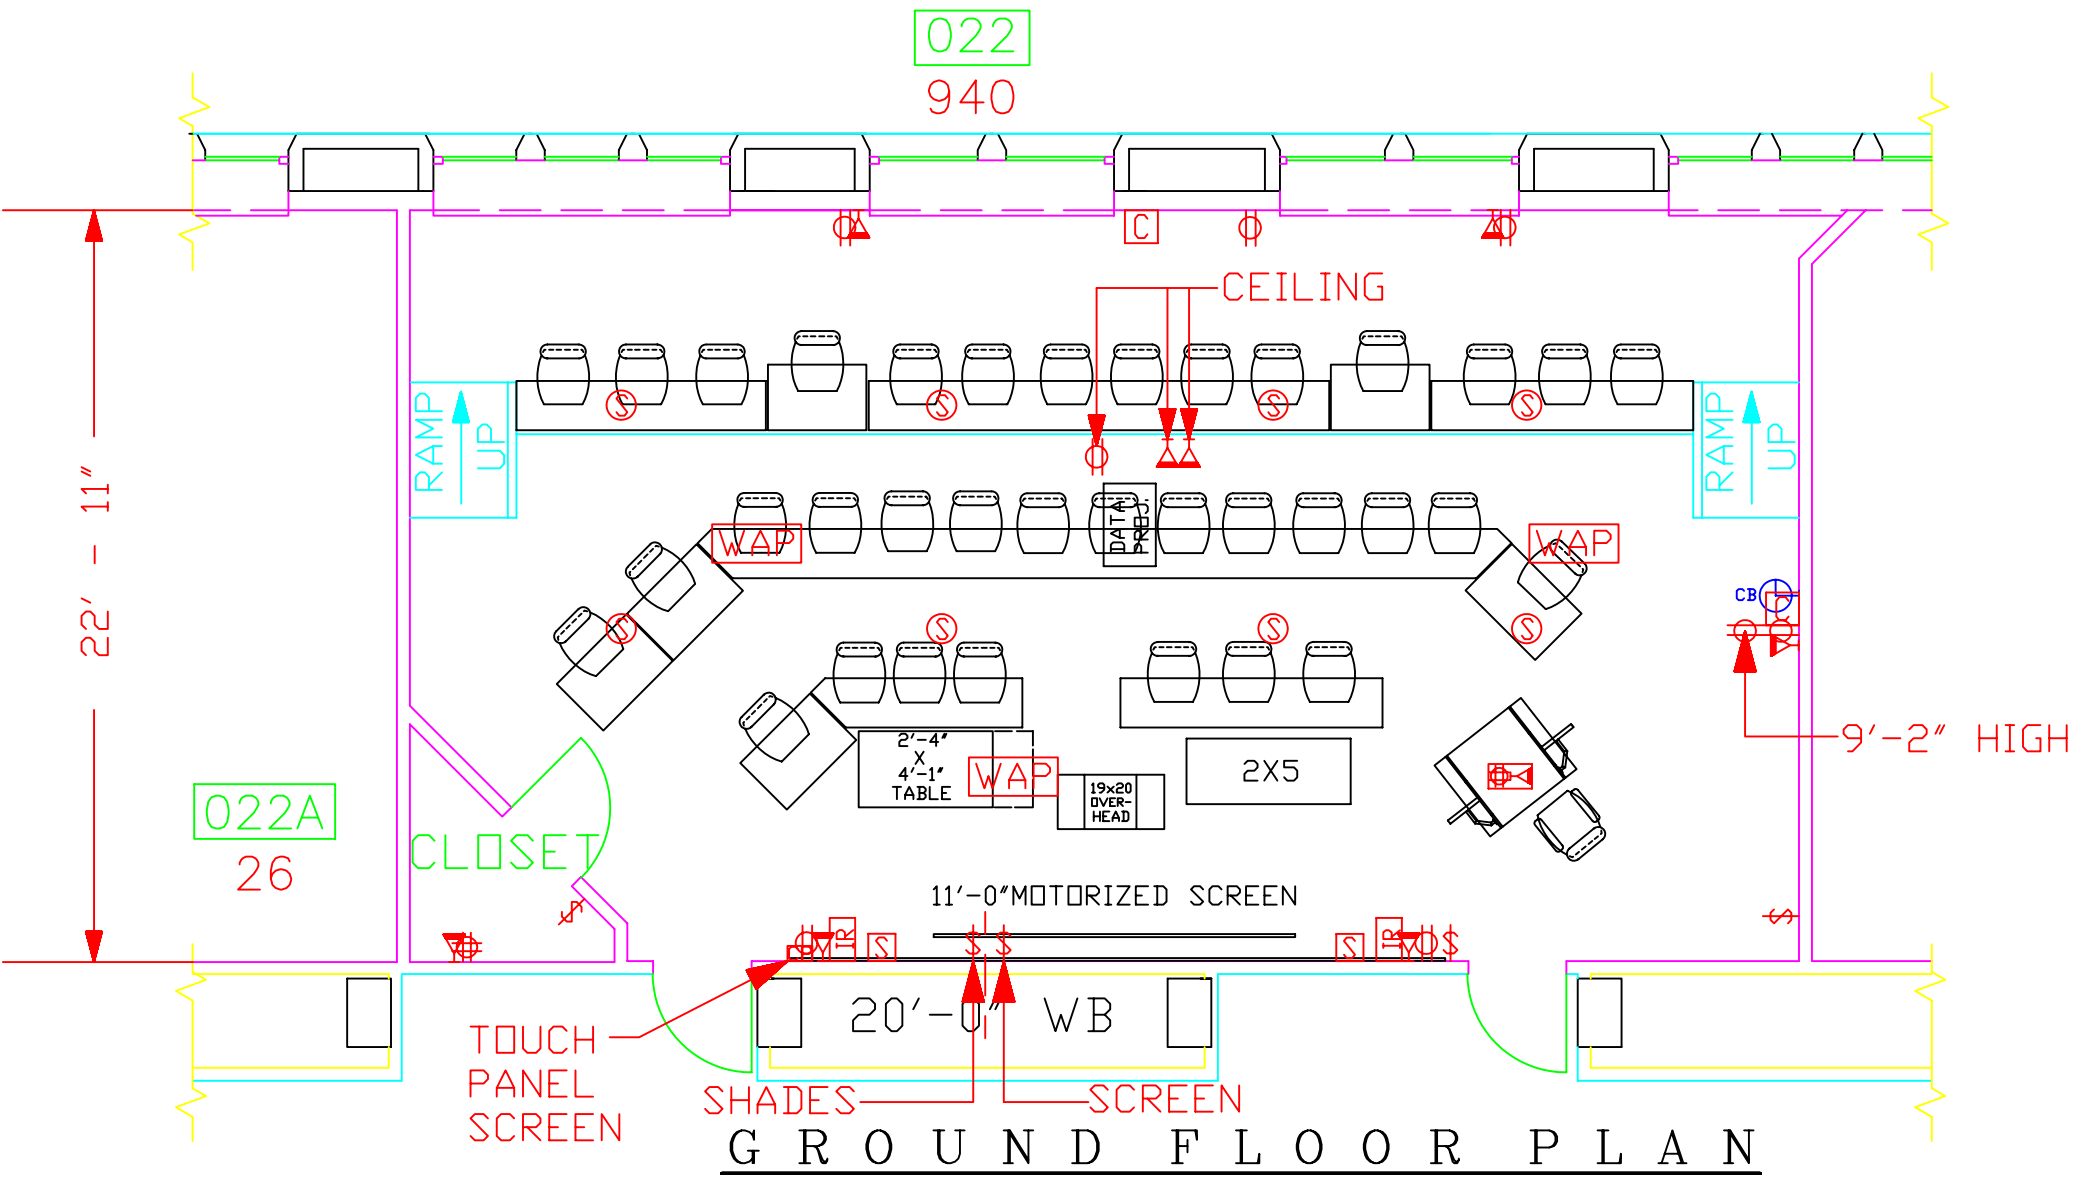 022
940
C
CEILING
RAMP
UP
RAMP
UP
S
S
S
S
22' - 11"
DATA
PROJ.
WAP
WAP
CB
C
S
S
S
S
9'-2" HIGH
2'-4"
X
4'-1"
TABLE
WAP
19x20
OVER-
HEAD
2X5
022A
26
CLOSET
11'-0"MOTORIZED SCREEN
S
S
IR
S
S
S
S
IR
S
20'-0" WB
TOUCH
PANEL
SCREEN
SHADES
SCREEN
GROUND FLOOR PLAN